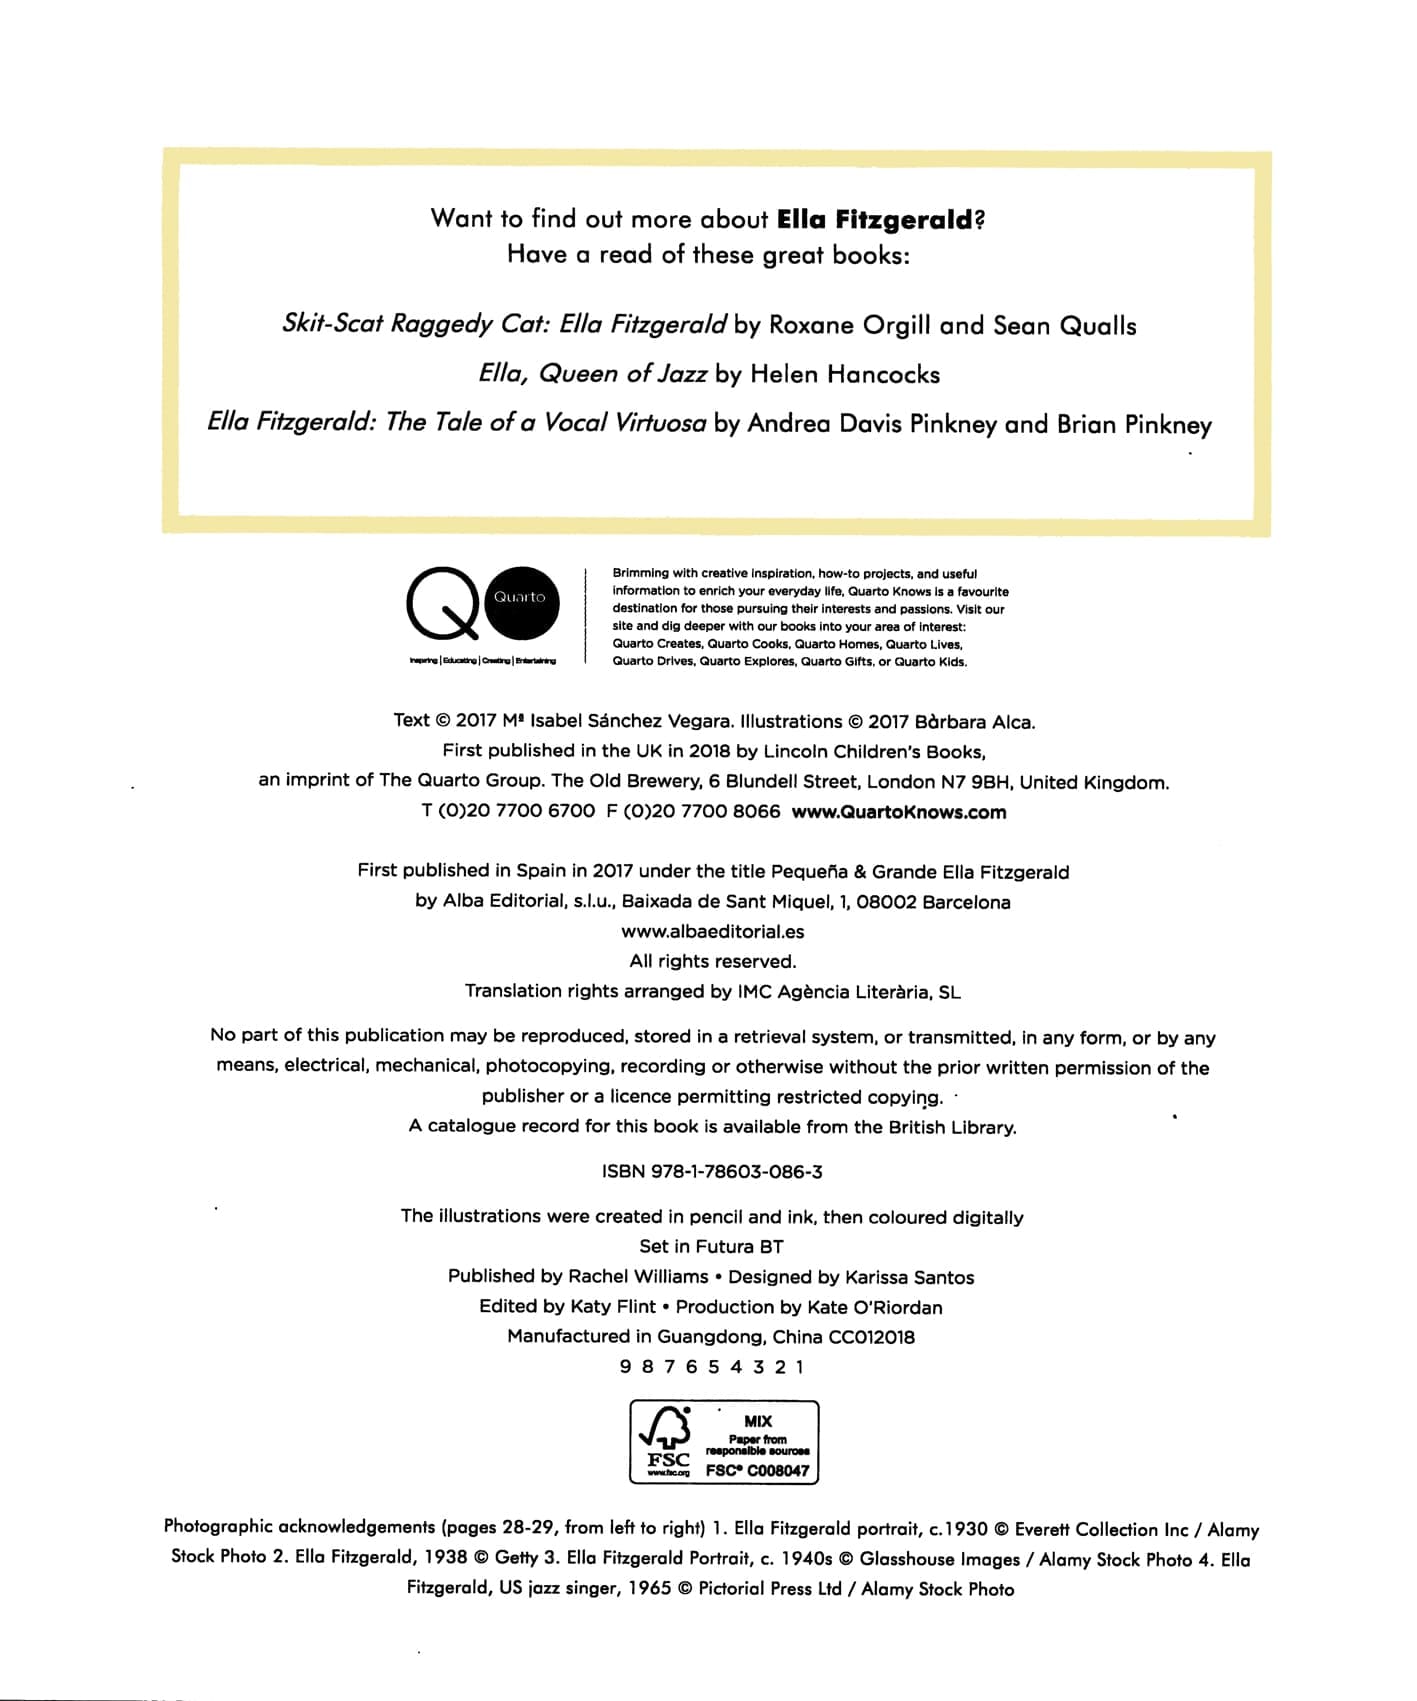 Want to find out more about Ella Fitzgerald?
Have a read of these great books:
Skit-Scat Raggedy Cat: Ella Fitzgerald by Roxane Orgill and Sean Qualls
Ella, Queen of Jazz by Helen Hancocks
Ella Fitzgerald: The Tale of a Vocal Virtuosa by Andrea Davis Pinkney and Brian Pinkney
Quarto
Inspiring | Educating | Creating | Entertaining
Brimming with creative inspiration, how-to projects, and useful
information to enrich your everyday life, Quarto Knows is a favourite
destination for those pursuing their interests and passions. Visit our
site and dig deeper with our books into your area of interest:
Quarto Creates, Quarto Cooks, Quarto Homes, Quarto Lives,
Quarto Drives, Quarto Explores, Quarto Gifts, or Quarto Kids.
Text © 2017 Mª Isabel Sánchez Vegara. Illustrations © 2017 Bàrbara Alca.
First published in the UK in 2018 by Lincoln Children's Books,
an imprint of The Quarto Group. The Old Brewery, 6 Blundell Street, London N7 9BH, United Kingdom.
T (0)20 7700 6700 F (0)20 7700 8066 www.QuartoKnows.com
First published in Spain in 2017 under the title Pequeña & Grande Ella Fitzgerald
by Alba Editorial, s.l.u., Baixada de Sant Miquel, 1, 08002 Barcelona
www.albaeditorial.es
All rights reserved.
Translation rights arranged by IMC Agència Literària, SL
No part of this publication may be reproduced, stored in a retrieval system, or transmitted, in any form, or by any
means, electrical, mechanical, photocopying, recording or otherwise without the prior written permission of the
publisher or a licence permitting restricted copying.
A catalogue record for this book is available from the British Library.
ISBN 978-1-78603-086-3
The illustrations were created in pencil and ink, then coloured digitally
Set in Futura BT
Published by Rachel Williams • Designed by Karissa Santos
Edited by Katy Flint • Production by Kate O'Riordan
Manufactured in Guangdong, China CC012018
9 8 7 6 5 4 3 2 1
MIX
Paper from
responsible sources
FSC® C008047
FSC
www.fsc.org
Photographic acknowledgements (pages 28-29, from left to right) 1. Ella Fitzgerald portrait, c.1930 © Everett Collection Inc / Alamy
Stock Photo 2. Ella Fitzgerald, 1938 © Getty 3. Ella Fitzgerald Portrait, c. 1940s © Glasshouse Images / Alamy Stock Photo 4. Ella
Fitzgerald, US jazz singer, 1965 © Pictorial Press Ltd / Alamy Stock Photo